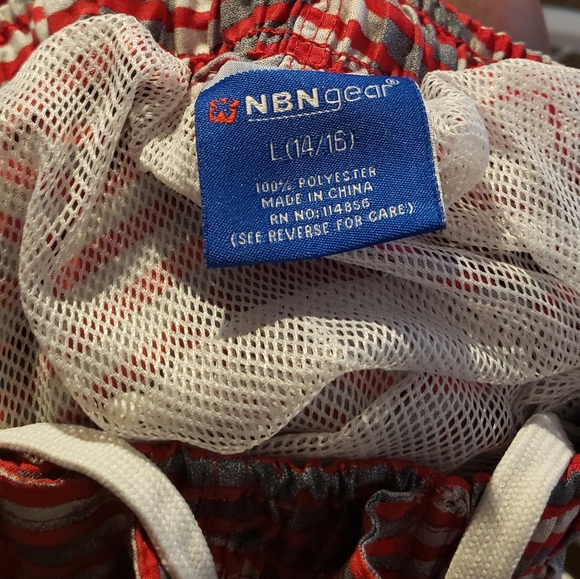 NBNgear®
L(14/16)
100% POLYESTER
MADE IN CHINA
RN NO:114856
(SEE REVERSE FOR CARE)